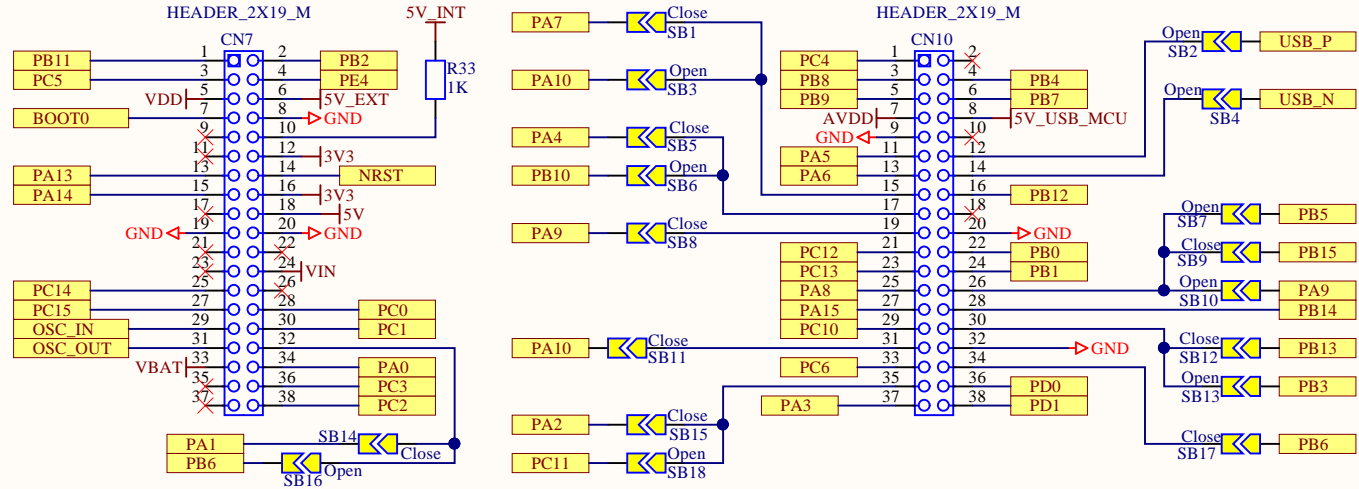 HEADER_2X19_M
5V_INT
CN7
R33
1K
PB11 1 2 PB2
PC5 3 4 PE4
VDD 5 6 5V_EXT
BOOT0 7 8 GND
9 10
11 12 3V3
PA13 13 14 NRST
PA14 15 16 3V3
17 18 5V
GND 19 20 GND
21 22
23 24 VIN
PC14 25 26
PC15 27 28 PC0
OSC_IN 29 30 PC1
OSC_OUT 31 32
VBAT 33 34 PA0
35 36 PC3
37 38 PC2
PA1 SB14 Close
PB6 SB16 Open
HEADER_2X19_M
CN10
PA7 Close SB1
PA10 Open SB3
PA4 Close SB5
PB10 Open SB6
PA9 Close SB8
PA10 Close SB11
PA2 Close SB15
PC11 Open SB18
PC4 1 2
PB8 3 4 PB4
PB9 5 6 PB7
AVDD 7 8 5V_USB_MCU
GND 9 10
PA5 11 12
PA6 13 14
15 16 PB12
17 18
19 20 GND
PC12 21 22 PB0
PC13 23 24 PB1
PA8 25 26
PA15 27 28 PB14
PC10 29 30
31 32 GND
PC6 33 34
35 36 PD0
PA3 37 38 PD1
Open SB2 USB_P
Open SB4 USB_N
Open SB7 PB5
Close SB9 PB15
Open SB10 PA9
Close SB12 PB13
Open SB13 PB3
Close SB17 PB6